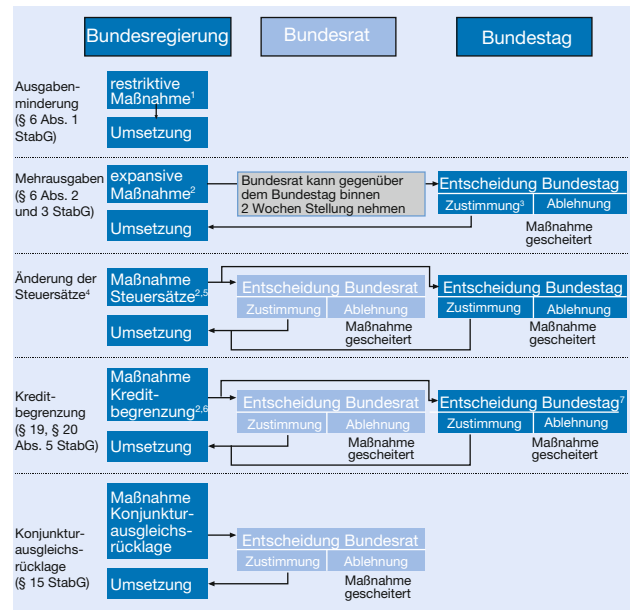 Bundesregierung
Bundesrat
Bundestag
Ausgaben-
minderung
(§ 6 Abs. 1
StabG)
restriktive
Maßnahme¹
Umsetzung
Mehrausgaben
(§ 6 Abs. 2
und 3 StabG)
expansive
Maßnahme²
Umsetzung
Bundesrat kann gegenüber
dem Bundestag binnen
2 Wochen Stellung nehmen
Entscheidung Bundestag
Zustimmung³
Ablehnung
Maßnahme
gescheitert
Änderung der
Steuersätze⁴
Maßnahme
Steuersätze²,⁵
Umsetzung
Entscheidung Bundesrat
Zustimmung
Ablehnung
Maßnahme
gescheitert
Entscheidung Bundestag
Zustimmung
Ablehnung
Maßnahme
gescheitert
Kredit-
begrenzung
(§ 19, § 20
Abs. 5 StabG)
Maßnahme
Kredit-
begrenzung²,⁶
Umsetzung
Entscheidung Bundesrat
Zustimmung
Ablehnung
Maßnahme
gescheitert
Entscheidung Bundestag⁷
Zustimmung
Ablehnung
Maßnahme
gescheitert
Konjunktur-
ausgleichs-
rücklage
(§ 15 StabG)
Maßnahme
Konjunktur-
ausgleichs-
rücklage
Umsetzung
Entscheidung Bundesrat
Zustimmung
Ablehnung
Maßnahme
gescheitert